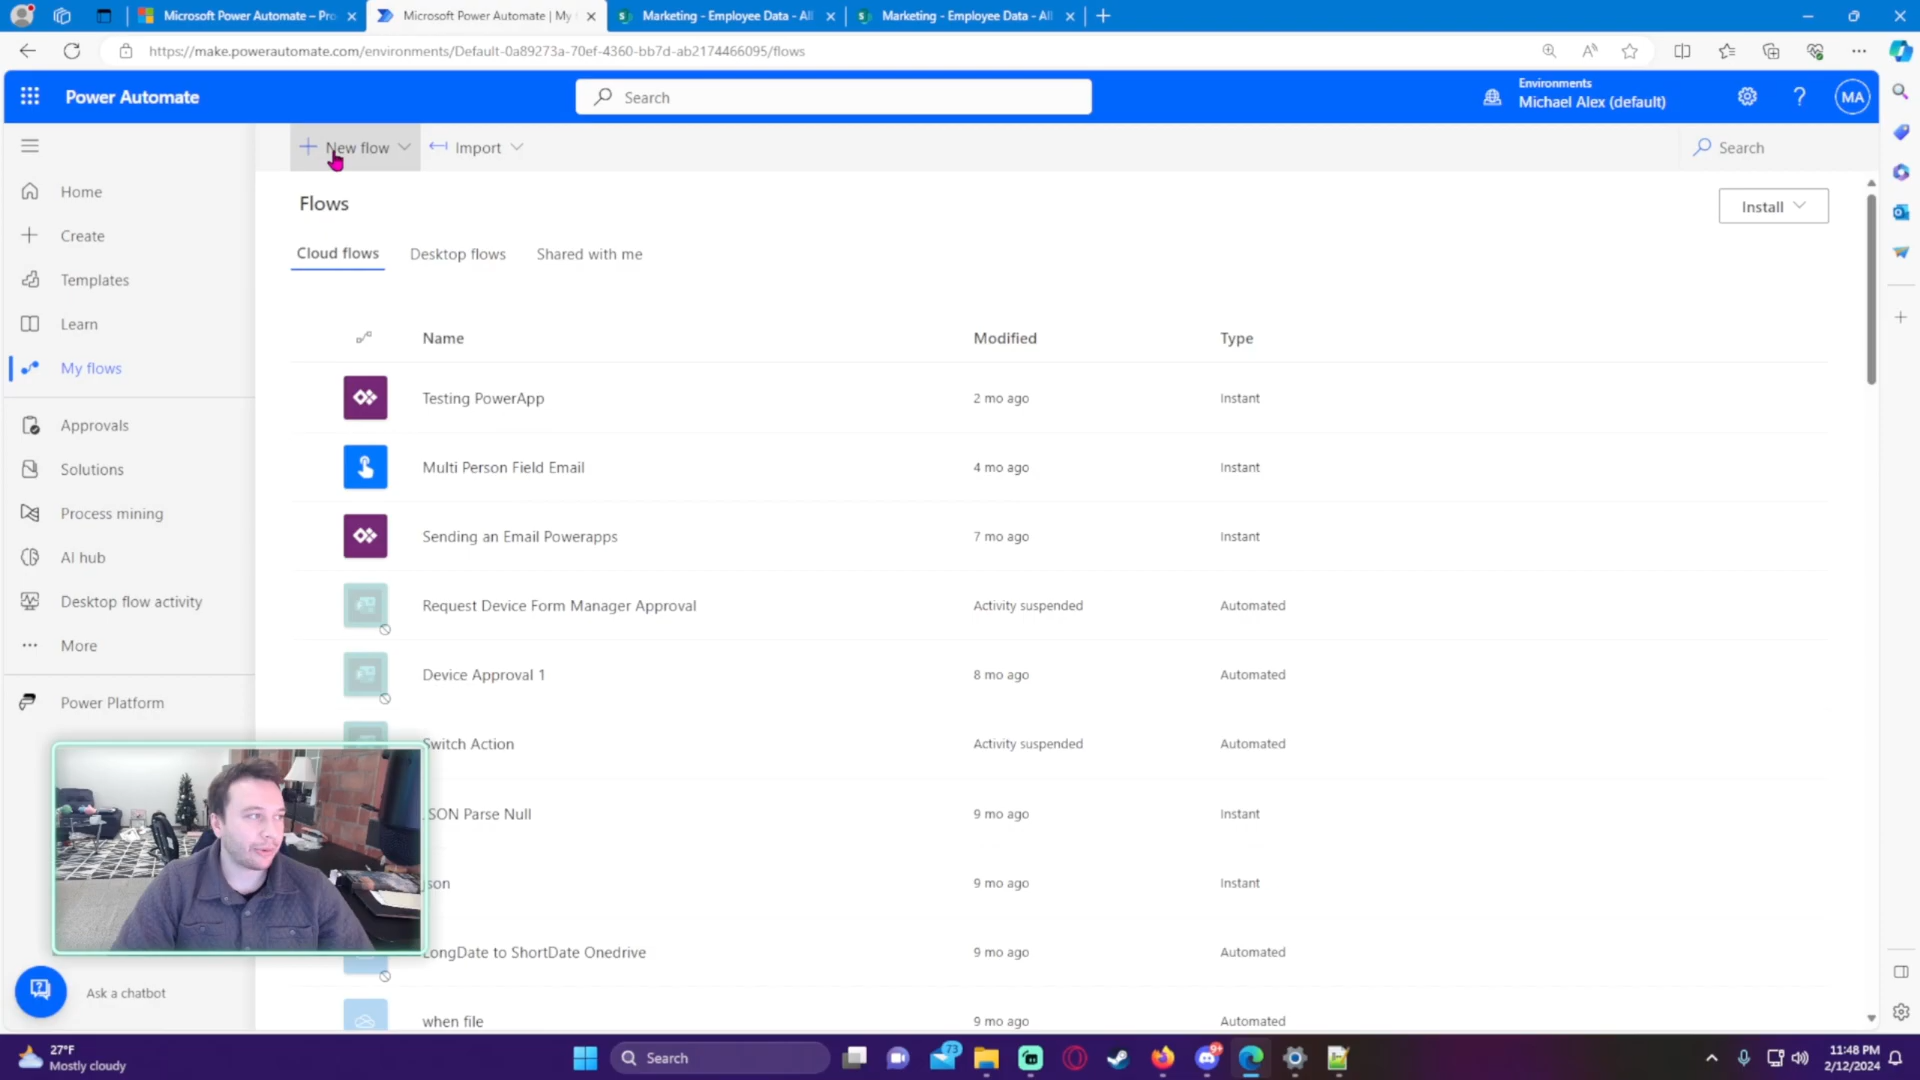 Microsoft Power Automate – Pro
Microsoft Power Automate | My
Marketing - Employee Data - All
Marketing - Employee Data - All
https://make.powerautomate.com/environments/Default-0a89273a-70ef-4360-bb7d-ab2174466095/flows
Power Automate
Search
Environments
Michael Alex (default)
MA
New flow
Import
Search
Home
Create
Templates
Learn
My flows
Approvals
Solutions
Process mining
AI hub
Desktop flow activity
More
Power Platform
Ask a chatbot
Flows
Install
Cloud flows
Desktop flows
Shared with me
Name
Modified
Type
Testing PowerApp
2 mo ago
Instant
Multi Person Field Email
4 mo ago
Instant
Sending an Email Powerapps
7 mo ago
Instant
Request Device Form Manager Approval
Activity suspended
Automated
Device Approval 1
8 mo ago
Automated
Switch Action
Activity suspended
Automated
SON Parse Null
9 mo ago
Instant
json
9 mo ago
Instant
LongDate to ShortDate Onedrive
9 mo ago
Automated
when file
9 mo ago
Automated
27°F
Mostly cloudy
Search
73
9+
11:48 PM
2/12/2024